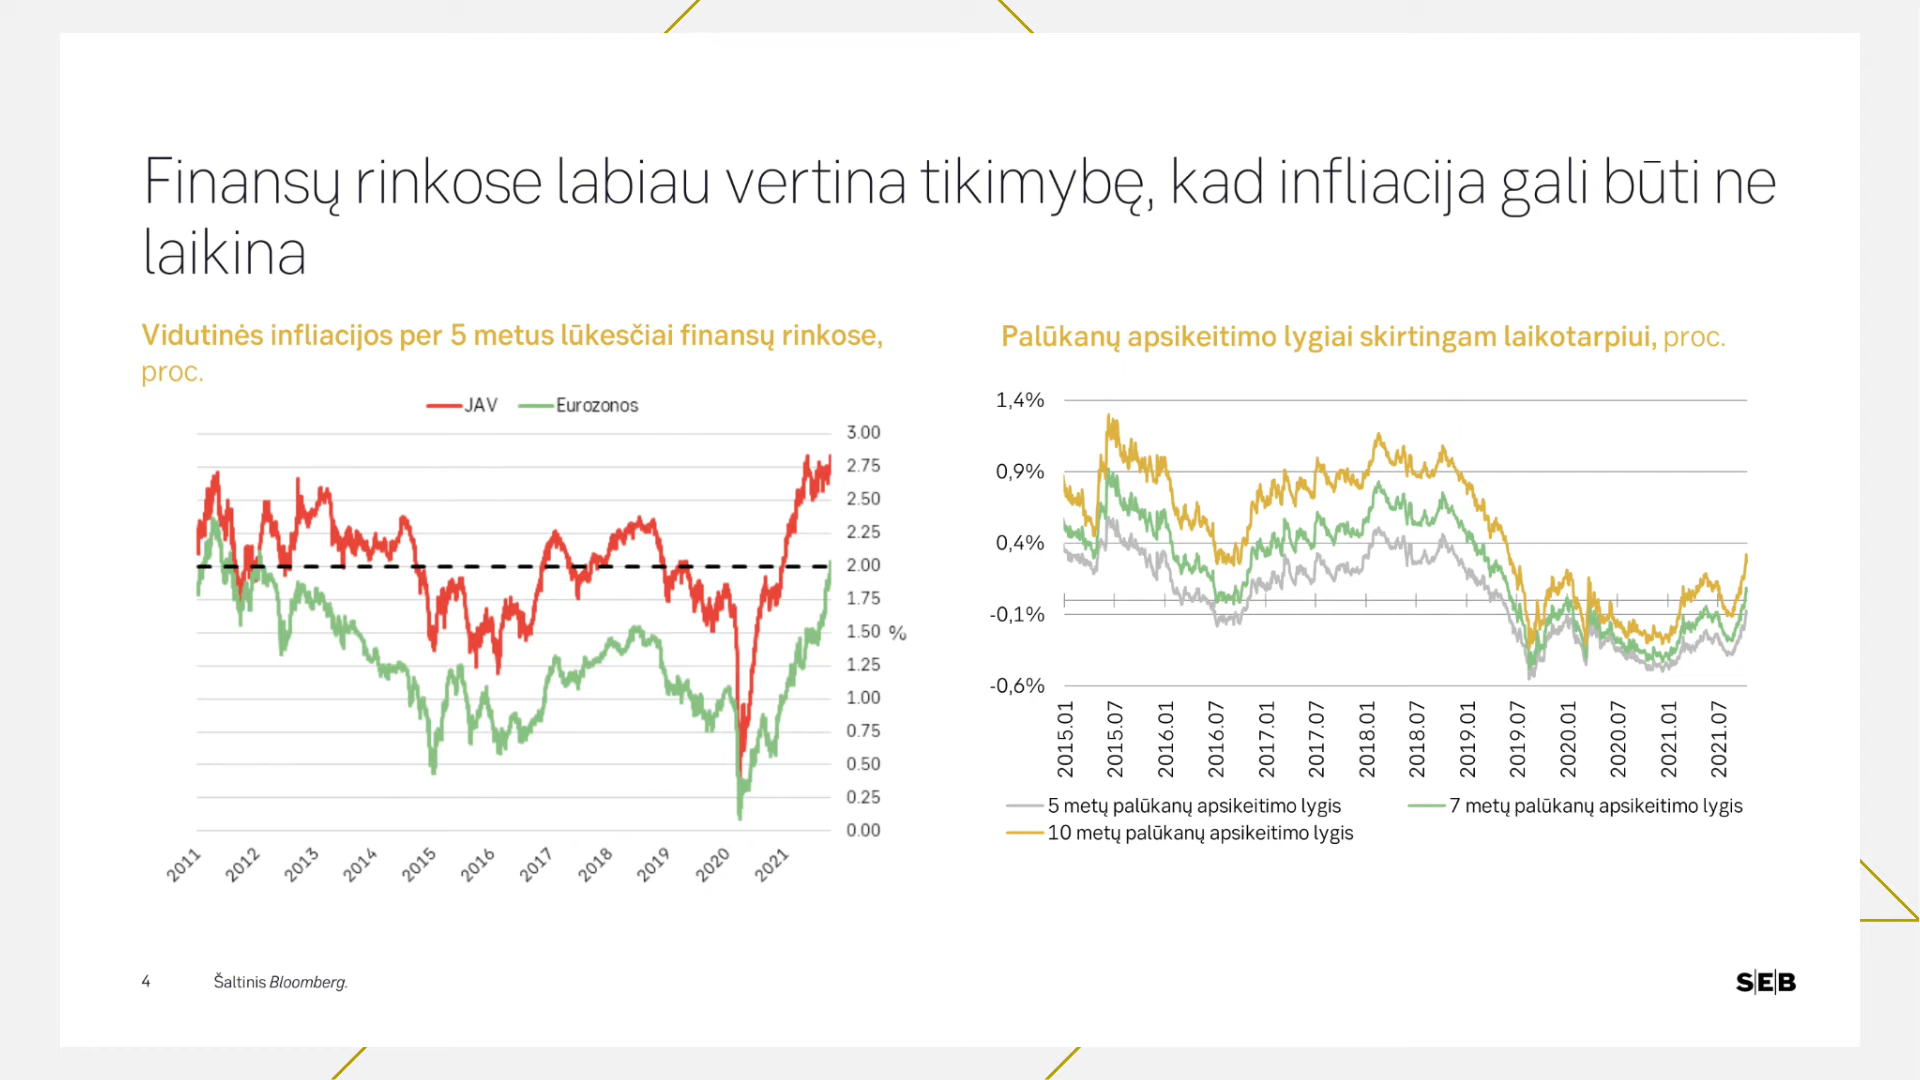 Finansų rinkose labiau vertina tikimybę, kad infliacija gali būti ne
laikina
Vidutinės infliacijos per 5 metus lūkesčiai finansų rinkose,
proc.
JAV Eurozonos
3.00
2.75
2.50
2.25
2.00
1.75
1.50 %
1.25
1.00
0.75
0.50
0.25
0.00
2011 2012 2013 2014 2015 2016 2017 2018 2019 2020 2021
Palūkanų apsikeitimo lygiai skirtingam laikotarpiui, proc.
1,4%
0,9%
0,4%
-0,1%
-0,6%
2015.01 2015.07 2016.01 2016.07 2017.01 2017.07 2018.01 2018.07 2019.01 2019.07 2020.01 2020.07 2021.01 2021.07
5 metų palūkanų apsikeitimo lygis 7 metų palūkanų apsikeitimo lygis
10 metų palūkanų apsikeitimo lygis
4 Šaltinis Bloomberg.
SEB